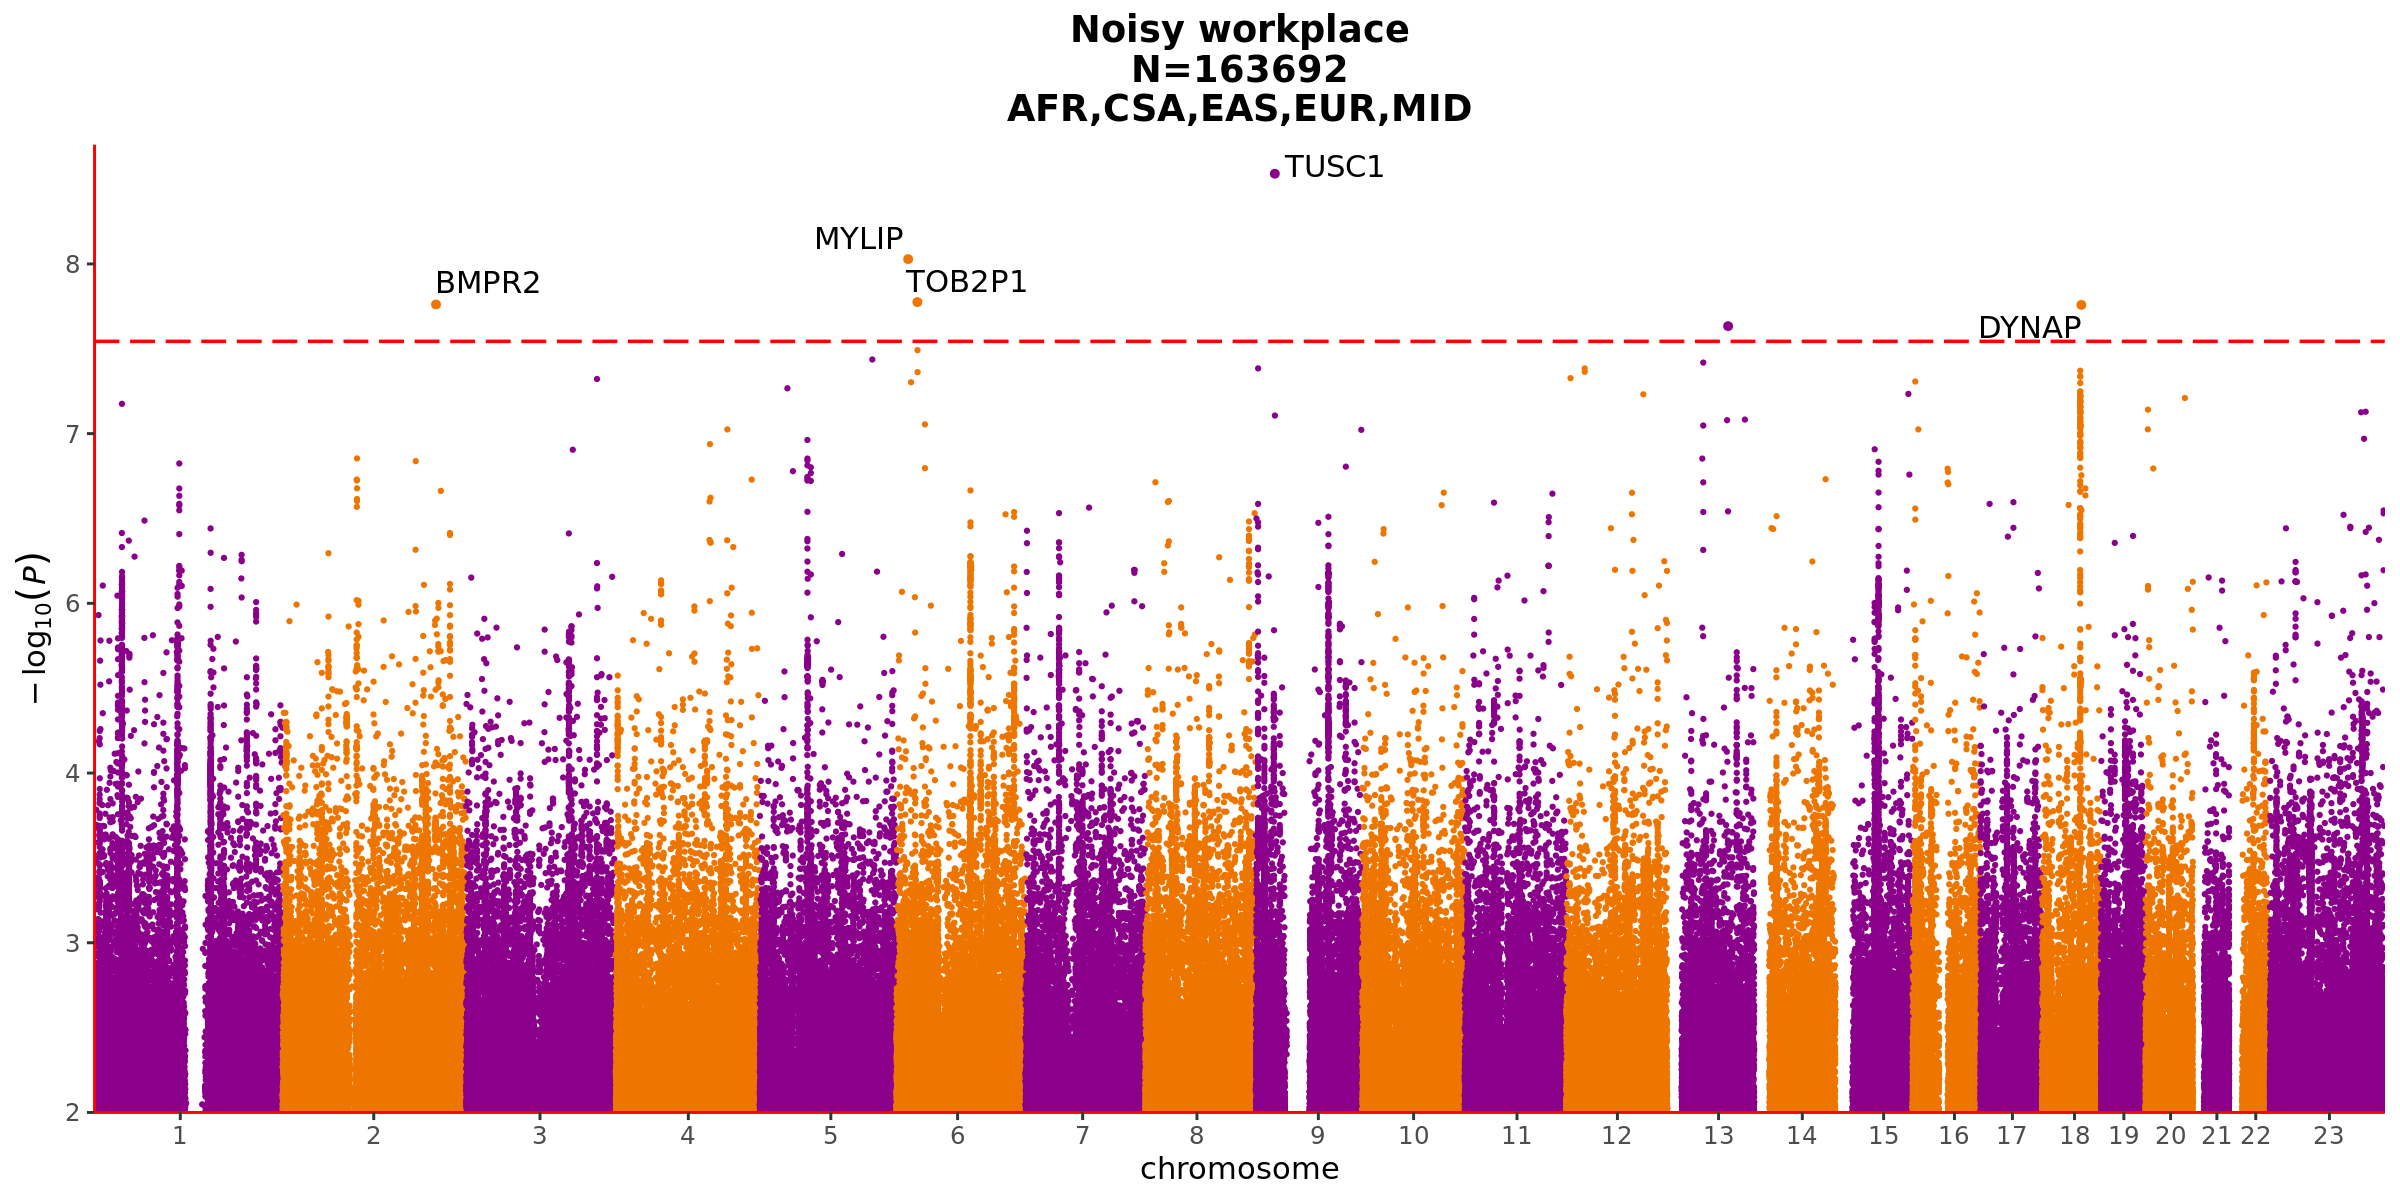 Noisy workplace
N=163692
AFR,CSA,EAS,EUR,MID
TUSC1
MYLIP
BMPR2
TOB2P1
DYNAP
8
7
6
4
3
2
−log₁₀(P)
1 2 3 4 5 6 7 8 9 10 11 12 13 14 15 16 17 18 19 20 21 22 23
chromosome